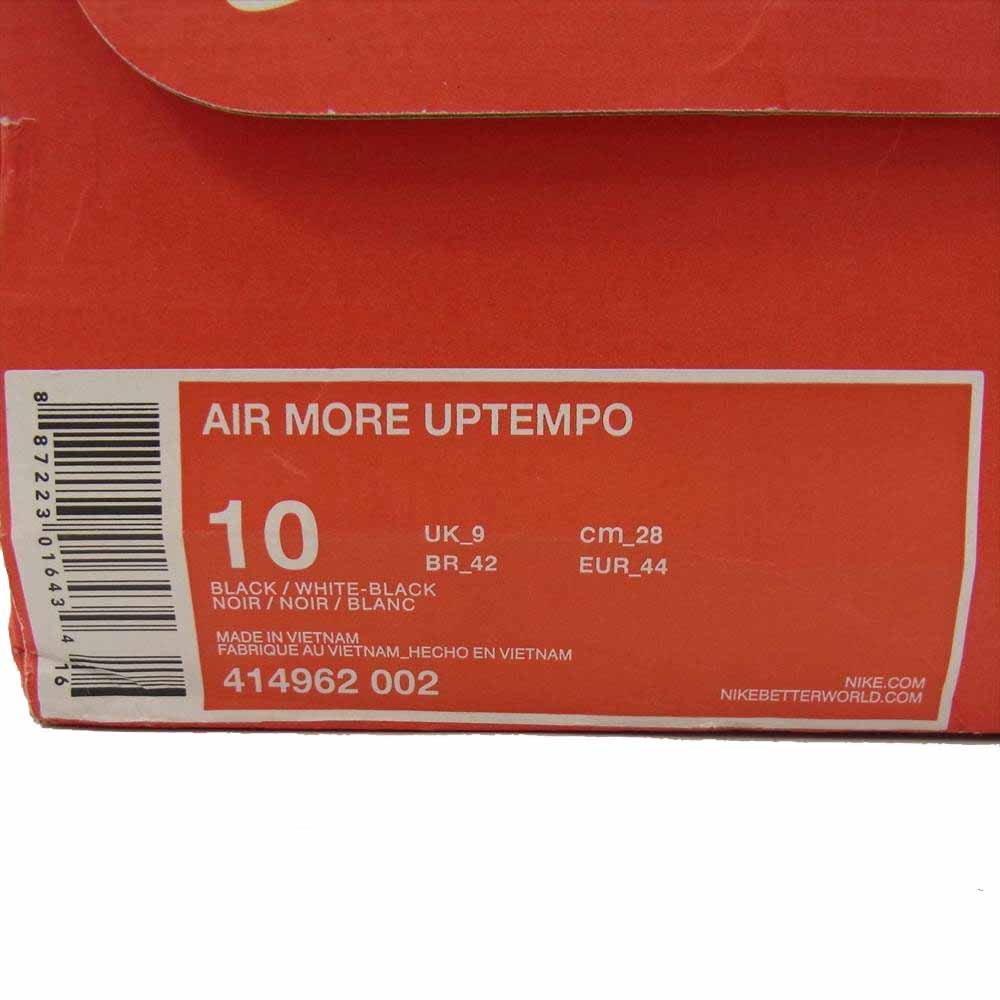 AIR MORE UPTEMPO
10
UK_9 cm_28
BR_42 EUR_44
BLACK / WHITE-BLACK
NOIR / NOIR / BLANC
MADE IN VIETNAM
FABRIQUE AU VIETNAM_HECHO EN VIETNAM
414962 002
NIKE.COM
NIKEBETTERWORLD.COM
8 87223 01643 4 16